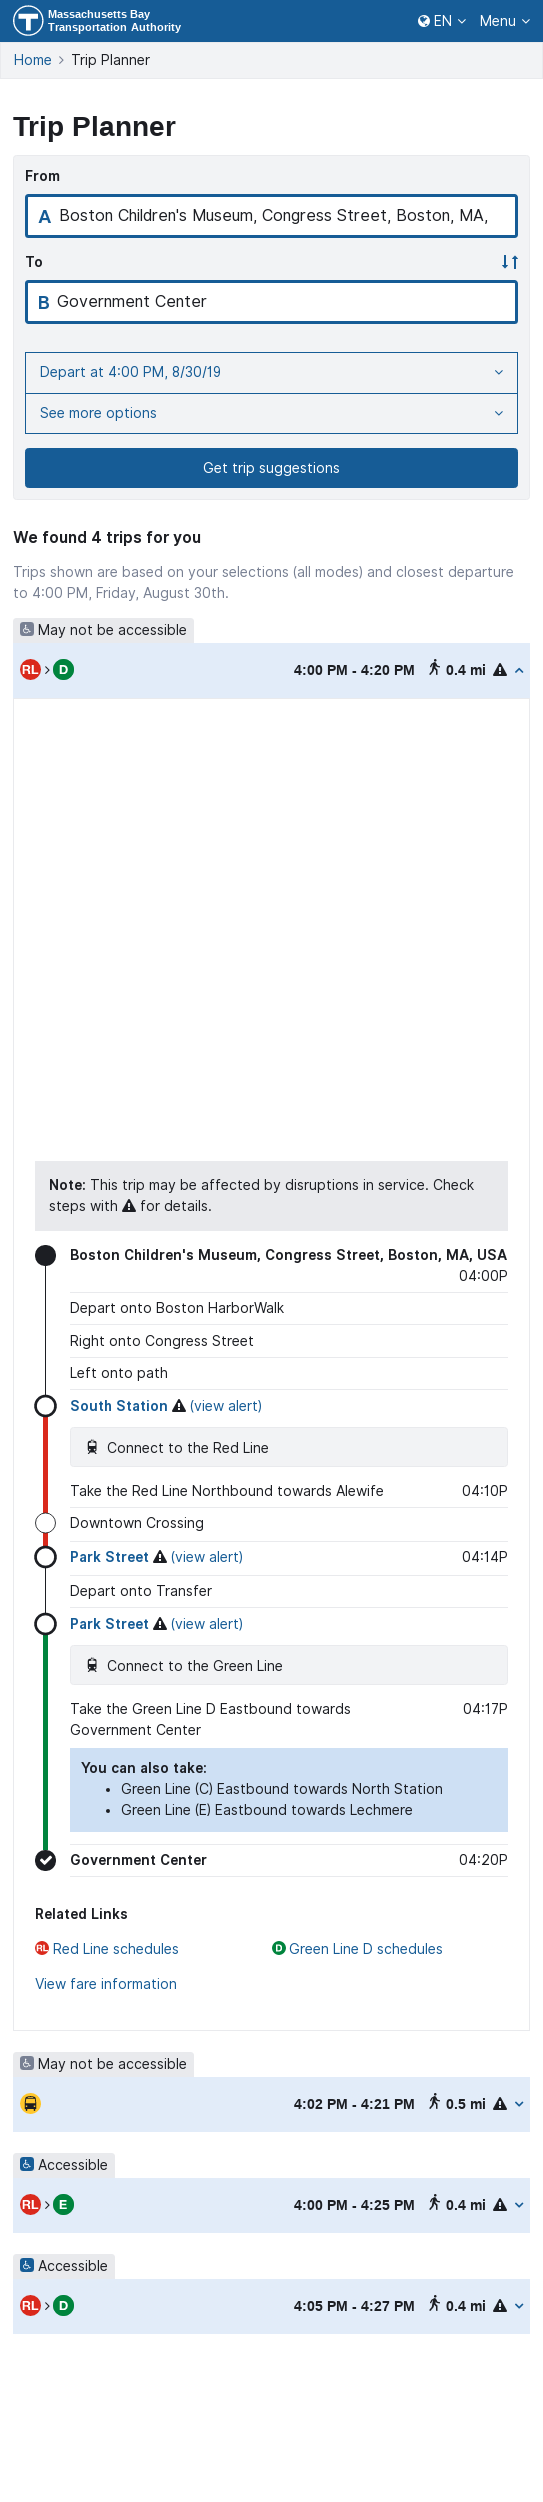 T Massachusetts Bay
Transportation Authority
EN
Menu
Home > Trip Planner
Trip Planner
From
A Boston Children's Museum, Congress Street, Boston, MA,
To
B Government Center
Depart at 4:00 PM, 8/30/19
See more options
Get trip suggestions
We found 4 trips for you
Trips shown are based on your selections (all modes) and closest departure
to 4:00 PM, Friday, August 30th.
May not be accessible
RL > D 4:00 PM - 4:20 PM 0.4 mi
Note: This trip may be affected by disruptions in service. Check
steps with for details.
Boston Children's Museum, Congress Street, Boston, MA, USA
04:00P
Depart onto Boston HarborWalk
Right onto Congress Street
Left onto path
South Station (view alert)
Connect to the Red Line
Take the Red Line Northbound towards Alewife 04:10P
Downtown Crossing
Park Street (view alert) 04:14P
Depart onto Transfer
Park Street (view alert)
Connect to the Green Line
Take the Green Line D Eastbound towards 04:17P
Government Center
You can also take:
• Green Line (C) Eastbound towards North Station
• Green Line (E) Eastbound towards Lechmere
Government Center 04:20P
Related Links
RL Red Line schedules
D Green Line D schedules
View fare information
May not be accessible
4:02 PM - 4:21 PM 0.5 mi
Accessible
RL > E 4:00 PM - 4:25 PM 0.4 mi
Accessible
RL > D 4:05 PM - 4:27 PM 0.4 mi